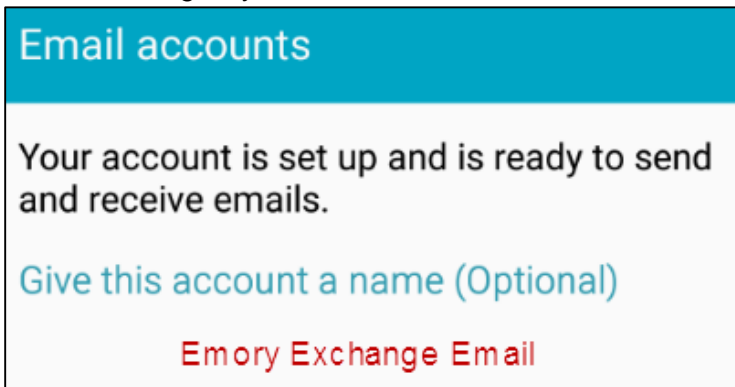 Email accounts
Your account is set up and is ready to send
and receive emails.
Give this account a name (Optional)
Emory Exchange Email